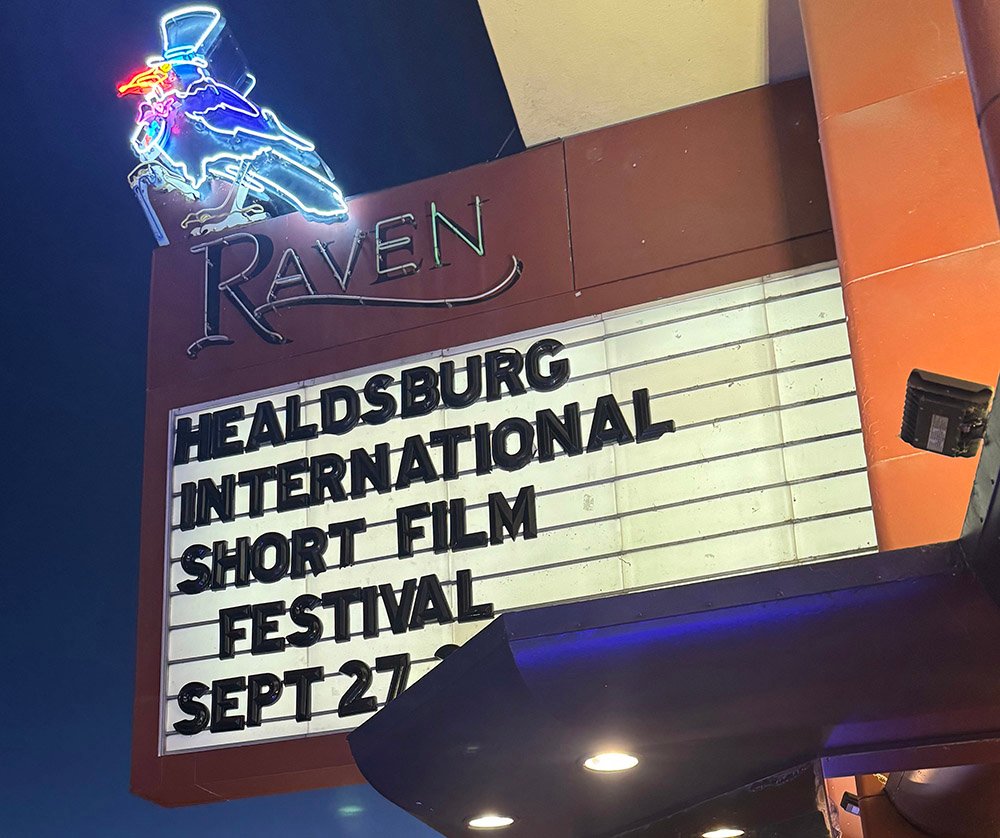 RAVEN
HEALDSBURG
INTERNATIONAL
SHORT FILM
FESTIVAL
SEPT 27